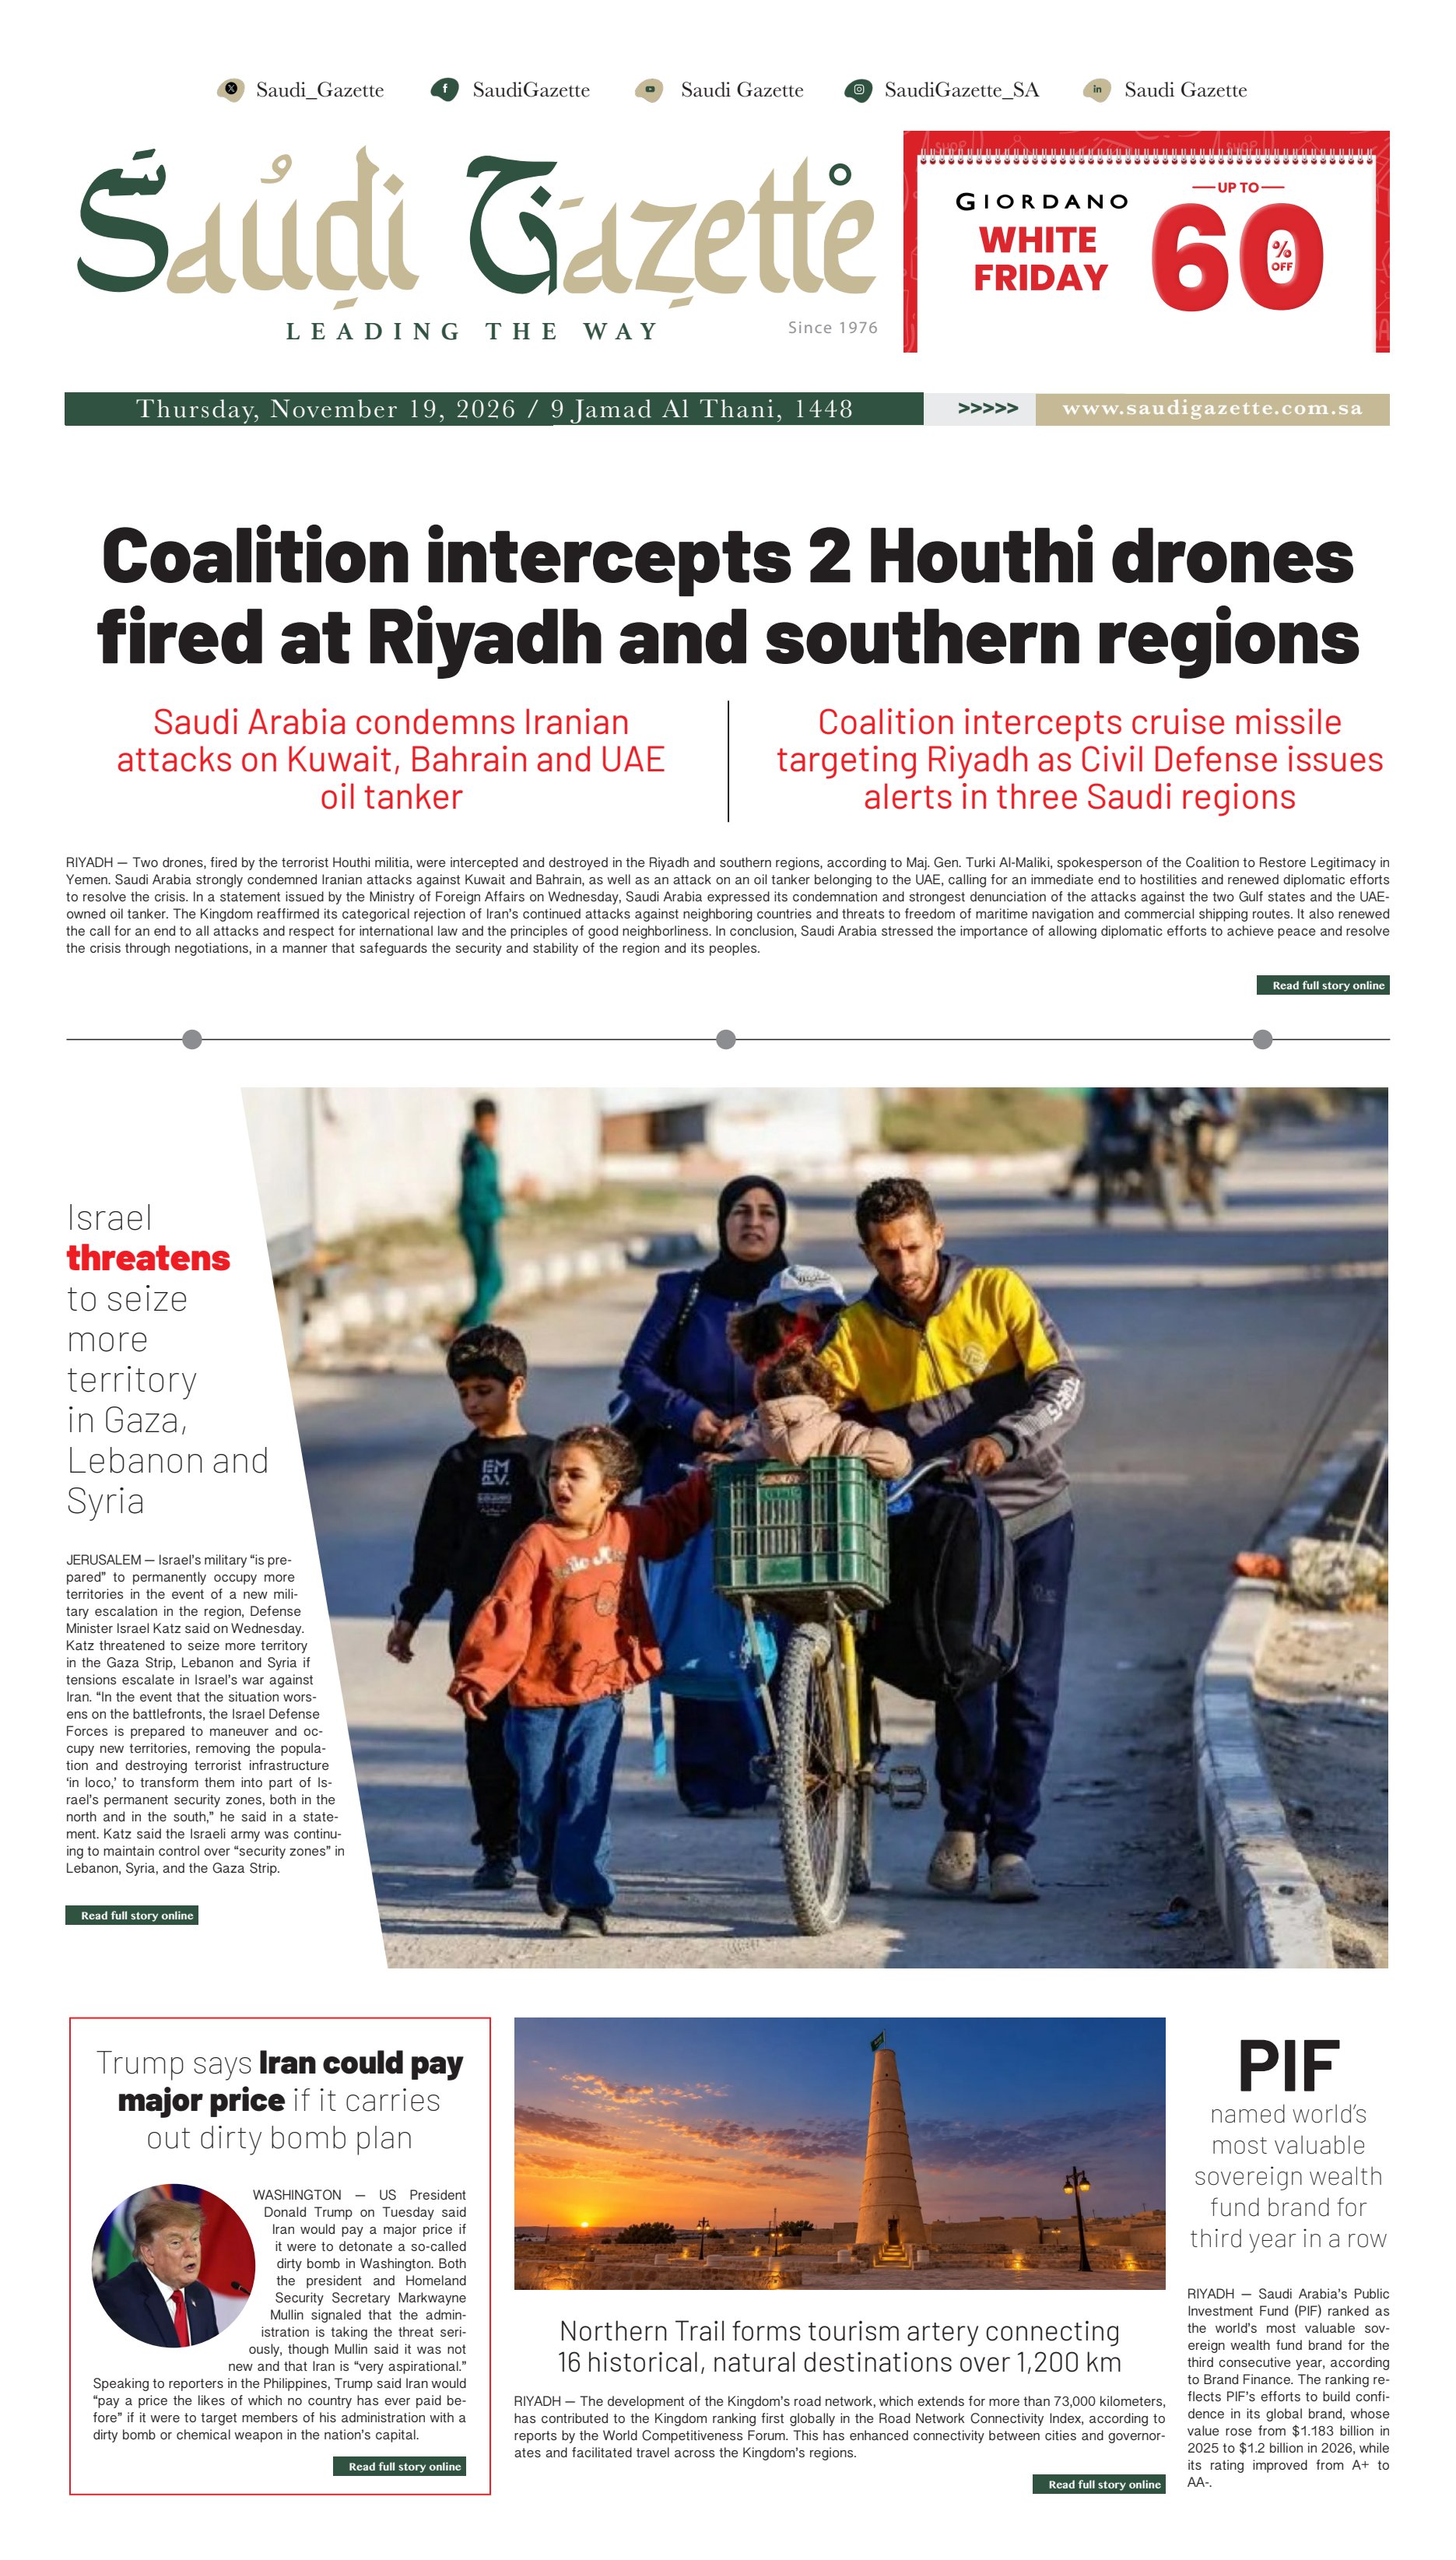 Saudi_Gazette
SaudiGazette
Saudi Gazette
SaudiGazette_SA
Saudi Gazette
Saudi Gazette
LEADING THE WAY
Since 1976
SHOP
SHOP
GIORDANO
WHITE
FRIDAY
UP TO
60
%
OFF
Thursday, November 19, 2026 / 9 Jamad Al Thani, 1448
>>>>>
www.saudigazette.com.sa
Coalition intercepts 2 Houthi drones
fired at Riyadh and southern regions
Saudi Arabia condemns Iranian
attacks on Kuwait, Bahrain and UAE
oil tanker
Coalition intercepts cruise missile
targeting Riyadh as Civil Defense issues
alerts in three Saudi regions
RIYADH — Two drones, fired by the terrorist Houthi militia, were intercepted and destroyed in the Riyadh and southern regions, according to Maj. Gen. Turki Al-Maliki, spokesperson of the Coalition to Restore Legitimacy in
Yemen. Saudi Arabia strongly condemned Iranian attacks against Kuwait and Bahrain, as well as an attack on an oil tanker belonging to the UAE, calling for an immediate end to hostilities and renewed diplomatic efforts
to resolve the crisis. In a statement issued by the Ministry of Foreign Affairs on Wednesday, Saudi Arabia expressed its condemnation and strongest denunciation of the attacks against the two Gulf states and the UAE-
owned oil tanker. The Kingdom reaffirmed its categorical rejection of Iran's continued attacks against neighboring countries and threats to freedom of maritime navigation and commercial shipping routes. It also renewed
the call for an end to all attacks and respect for international law and the principles of good neighborliness. In conclusion, Saudi Arabia stressed the importance of allowing diplomatic efforts to achieve peace and resolve
the crisis through negotiations, in a manner that safeguards the security and stability of the region and its peoples.
Read full story online
Israel
threatens
to seize
more
territory
in Gaza,
Lebanon and
Syria
JERUSALEM — Israel's military “is pre-
pared” to permanently occupy more
territories in the event of a new mili-
tary escalation in the region, Defense
Minister Israel Katz said on Wednesday.
Katz threatened to seize more territory
in the Gaza Strip, Lebanon and Syria if
tensions escalate in Israel's war against
Iran. “In the event that the situation wors-
ens on the battlefronts, the Israel Defense
Forces is prepared to maneuver and oc-
cupy new territories, removing the popula-
tion and destroying terrorist infrastructure
‘in loco,’ to transform them into part of Is-
rael's permanent security zones, both in the
north and in the south,” he said in a state-
ment. Katz said the Israeli army was continu-
ing to maintain control over “security zones” in
Lebanon, Syria, and the Gaza Strip.
Read full story online
Trump says Iran could pay
major price if it carries
out dirty bomb plan
WASHINGTON — US President
Donald Trump on Tuesday said
Iran would pay a major price if
it were to detonate a so-called
dirty bomb in Washington. Both
the president and Homeland
Security Secretary Markwayne
Mullin signaled that the admin-
istration is taking the threat seri-
ously, though Mullin said it was not
new and that Iran is “very aspirational.”
Speaking to reporters in the Philippines, Trump said Iran would
“pay a price the likes of which no country has ever paid be-
fore” if it were to target members of his administration with a
dirty bomb or chemical weapon in the nation's capital.
Read full story online
Northern Trail forms tourism artery connecting
16 historical, natural destinations over 1,200 km
RIYADH — The development of the Kingdom's road network, which extends for more than 73,000 kilometers,
has contributed to the Kingdom ranking first globally in the Road Network Connectivity Index, according to
reports by the World Competitiveness Forum. This has enhanced connectivity between cities and governor-
ates and facilitated travel across the Kingdom's regions.
Read full story online
PIF
named world's
most valuable
sovereign wealth
fund brand for
third year in a row
RIYADH — Saudi Arabia's Public
Investment Fund (PIF) ranked as
the world's most valuable sov-
ereign wealth fund brand for the
third consecutive year, according
to Brand Finance. The ranking re-
flects PIF's efforts to build confi-
dence in its global brand, whose
value rose from $1.183 billion in
2025 to $1.2 billion in 2026, while
its rating improved from A+ to
AA-.